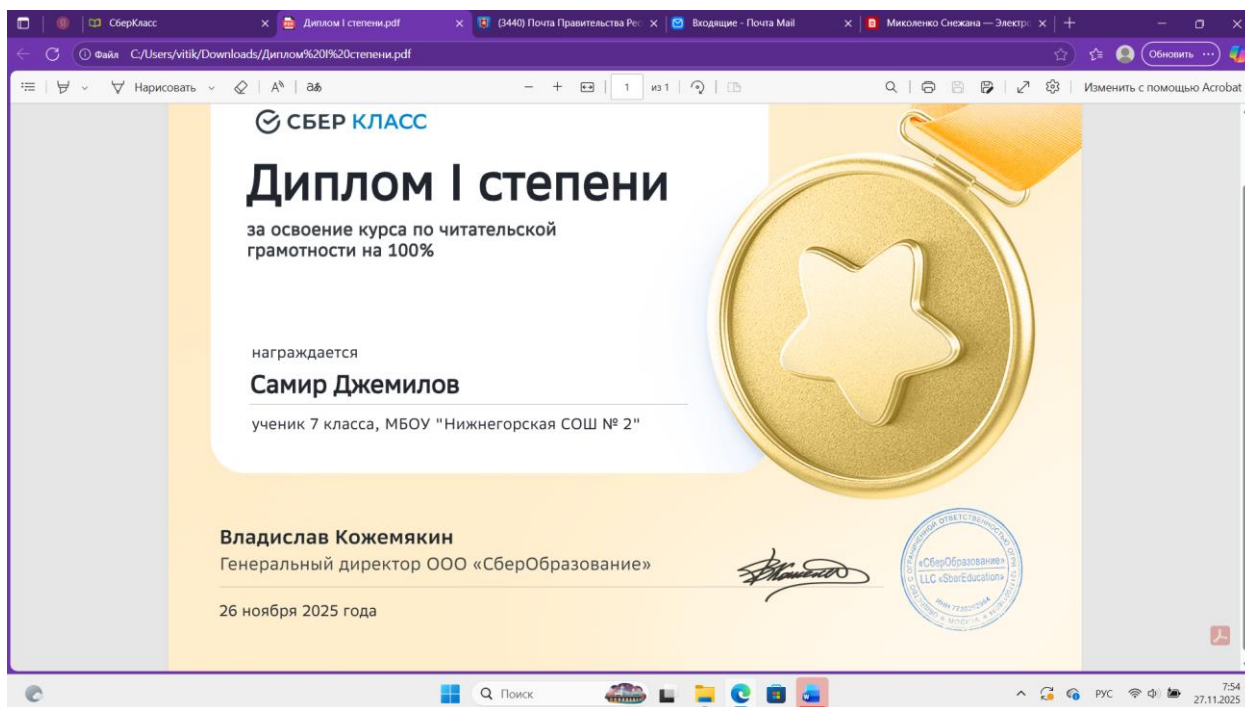 СберКласс
Диплом I степени.pdf
(3440) Почта Правительства Рес
Входящие - Почта Mail
Миколенко Снежана — Электро
Файл C:/Users/vitik/Downloads/Диплом%20I%20степени.pdf
Обновить
Нарисовать
1 из 1
Изменить с помощью Acrobat
СБЕР КЛАСС
Диплом I степени
за освоение курса по читательской
грамотности на 100%
награждается
Самир Джемилов
ученик 7 класса, МБОУ "Нижнегорская СОШ № 2"
Владислав Кожемякин
Генеральный директор ООО «СберОбразование»
26 ноября 2025 года
«СберОбразование»
LLC «SberEducation»
Поиск
РУС
7:54
27.11.2025